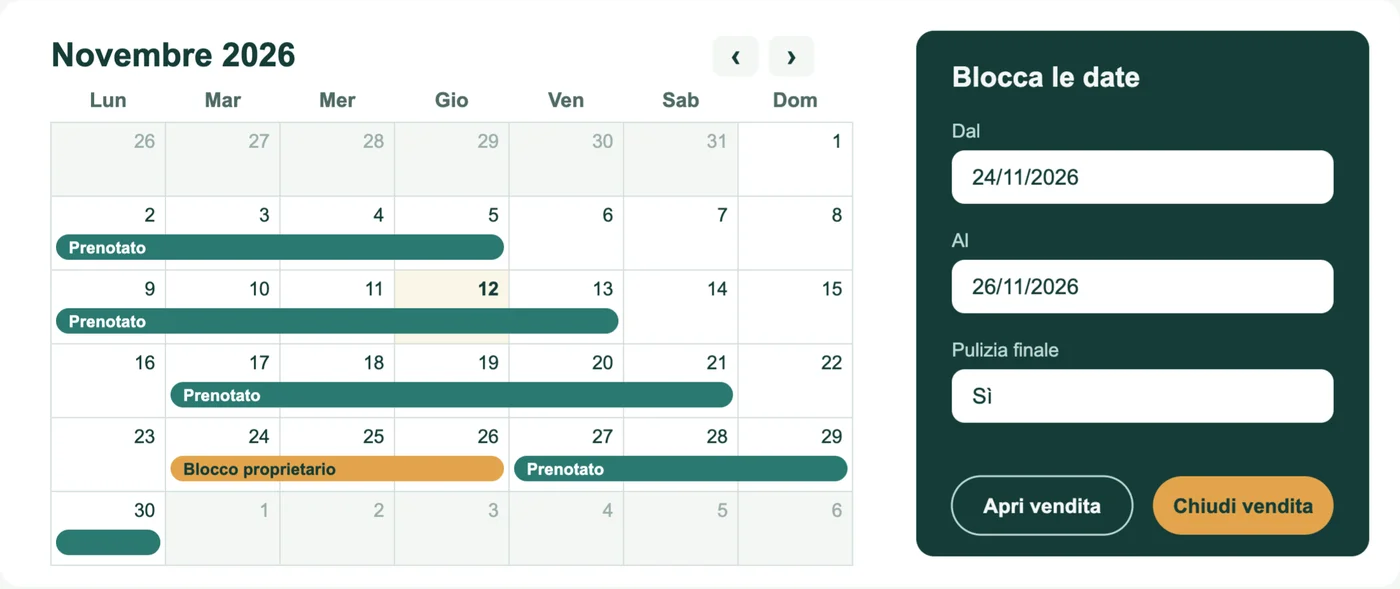 Novembre 2026
‹ ›
Lun Mar Mer Gio Ven Sab Dom
26 27 28 29 30 31 1
2 3 4 5 6 7 8
Prenotato
9 10 11 12 13 14 15
Prenotato
16 17 18 19 20 21 22
Prenotato
23 24 25 26 27 28 29
Blocco proprietario Prenotato
30 1 2 3 4 5 6
Blocca le date
Dal
24/11/2026
Al
26/11/2026
Pulizia finale
Sì
Apri vendita Chiudi vendita